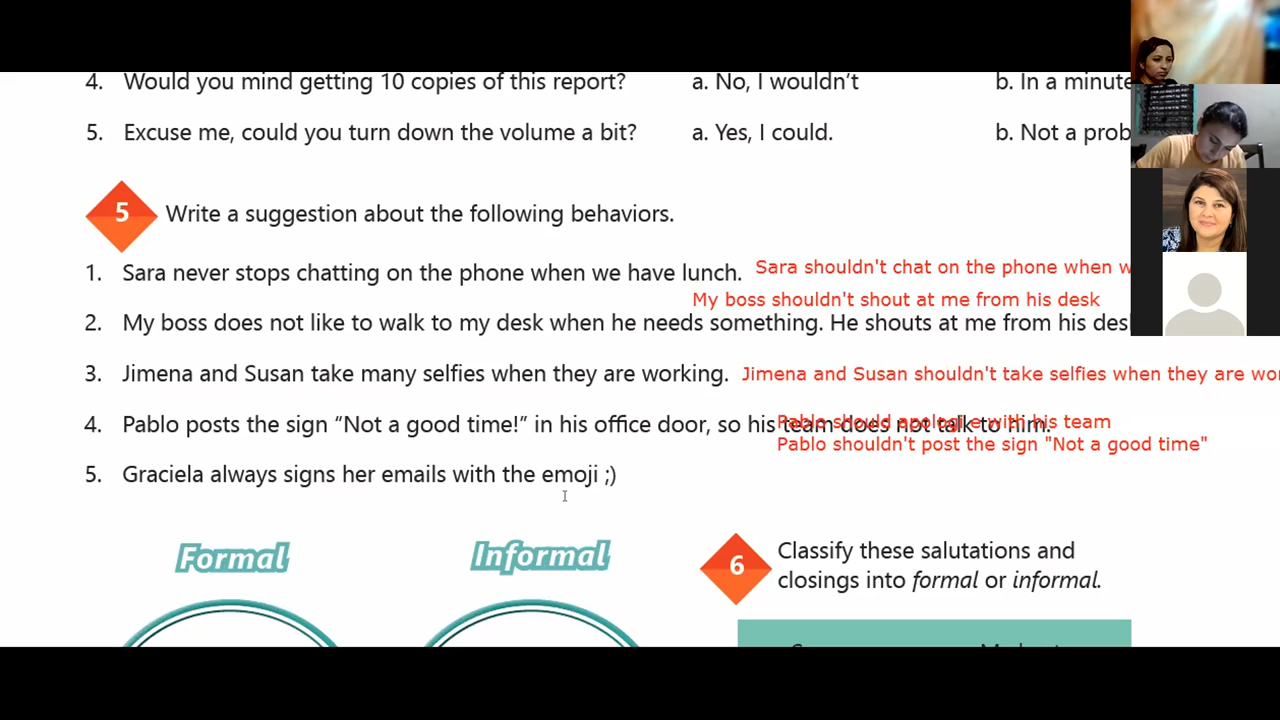 4. Would you mind getting 10 copies of this report? a. No, I wouldn't b. In a minute
5. Excuse me, could you turn down the volume a bit? a. Yes, I could. b. Not a prob
5 Write a suggestion about the following behaviors.
1. Sara never stops chatting on the phone when we have lunch. Sara shouldn't chat on the phone when w
My boss shouldn't shout at me from his desk
2. My boss does not like to walk to my desk when he needs something. He shouts at me from his des
3. Jimena and Susan take many selfies when they are working. Jimena and Susan shouldn't take selfies when they are wo
Pablo should with his team
4. Pablo posts the sign “Not a good time!” in his office door, so his team does not talk to him.
Pablo shouldn't post the sign "Not a good time"
5. Graciela always signs her emails with the emoji ;)
Formal Informal
6 Classify these salutations and
closings into formal or informal.